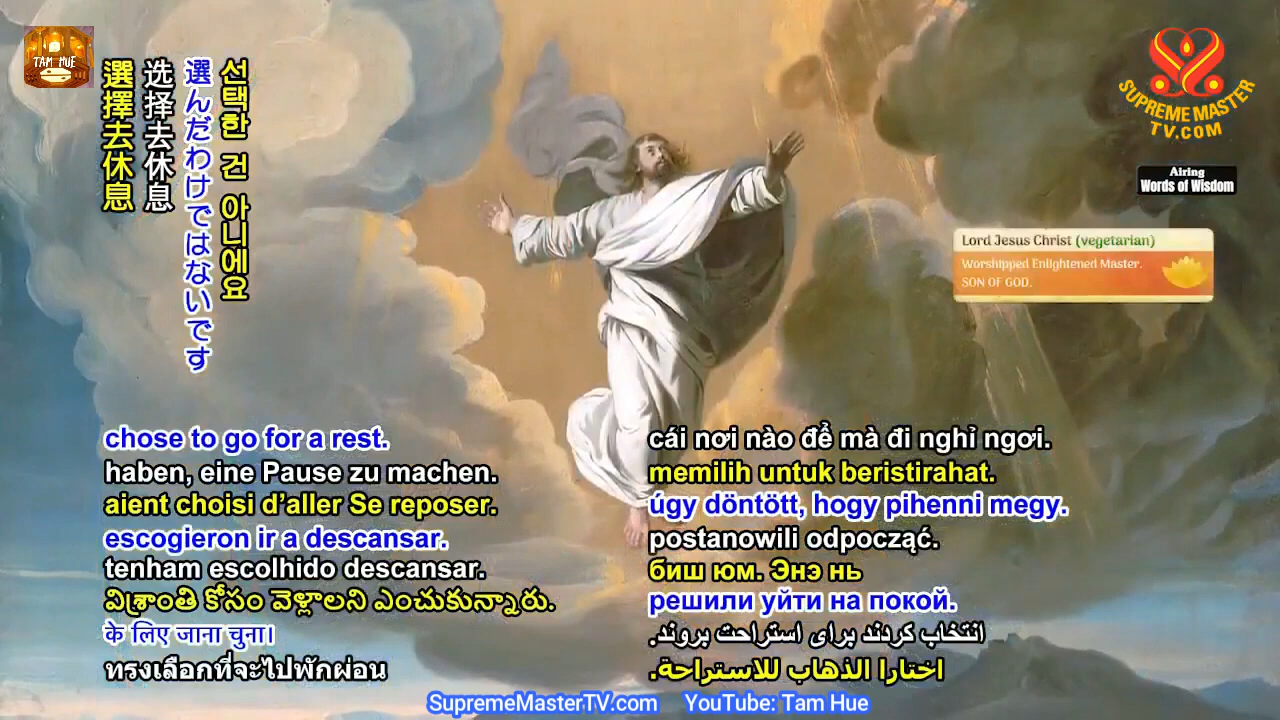 TAM HUE
選擇去休息
选择去休息
選んだわけではないです
선택한 건 아니에요
SUPREME MASTER
TV.COM
Airing
Words of Wisdom
Lord Jesus Christ (vegetarian)
Worshipped Enlightened Master.
SON OF GOD.
chose to go for a rest.
haben, eine Pause zu machen.
aient choisi d’aller Se reposer.
escogieron ir a descansar.
tenham escolhido descansar.
విశ్రాంతి కోసం వెళ్లాలని ఎంచుకున్నారు.
के लिए जाना चुना।
ทรงเลือกที่จะไปพักผ่อน
cái nơi nào để mà đi nghỉ ngơi.
memilih untuk beristirahat.
úgy döntött, hogy pihenni megy.
postanowili odpocząć.
биш юм. Энэ нь
решили уйти на покой.
انتخاب کردند برای استراحت بروند.
اختارا الذهاب للاستراحة.
SupremeMasterTV.com YouTube: Tam Hue